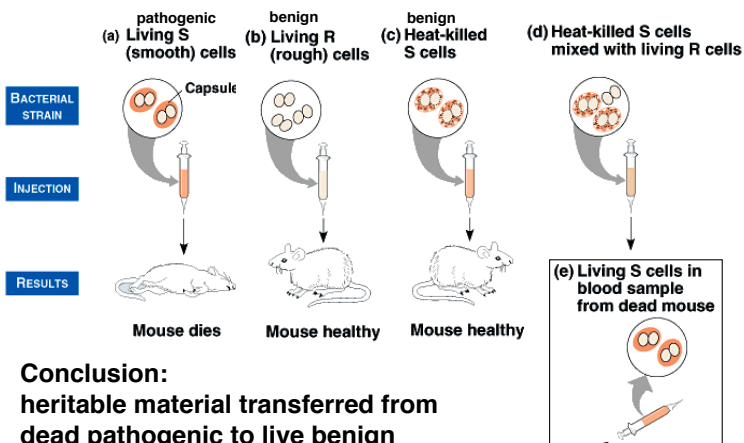 pathogenic
(a) Living S
(smooth) cells
benign
(b) Living R
(rough) cells
benign
(c) Heat-killed
S cells
(d) Heat-killed S cells
mixed with living R cells
BACTERIAL
STRAIN
Capsule
INJECTION
RESULTS
Mouse dies
Mouse healthy
Mouse healthy
(e) Living S cells in
blood sample
from dead mouse
Conclusion:
heritable material transferred from
dead pathogenic to live benign